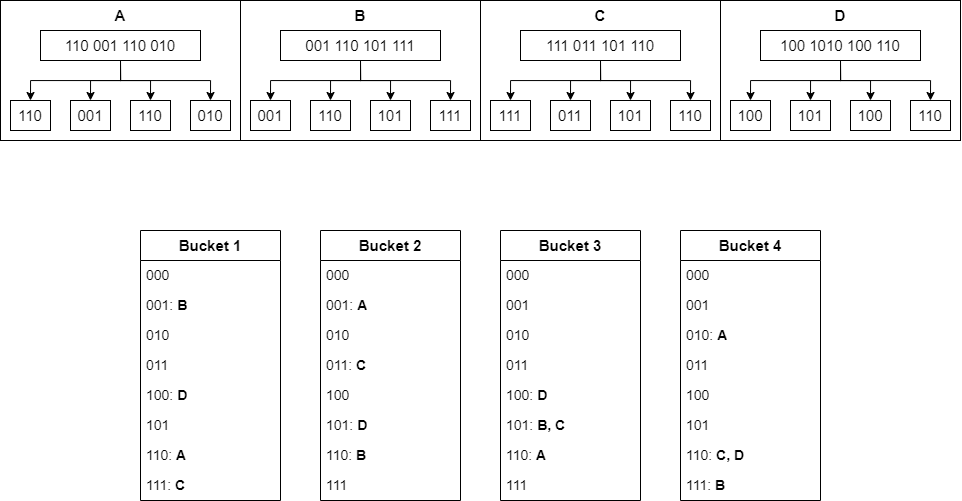 A
110 001 110 010
110 001 110 010
B
001 110 101 111
001 110 101 111
C
111 011 101 110
111 011 101 110
D
100 1010 100 110
100 101 100 110
Bucket 1
000
001: B
010
011
100: D
101
110: A
111: C
Bucket 2
000
001: A
010
011: C
100
101: D
110: B
111
Bucket 3
000
001
010
011
100: D
101: B, C
110: A
111
Bucket 4
000
001
010: A
011
100
101
110: C, D
111: B